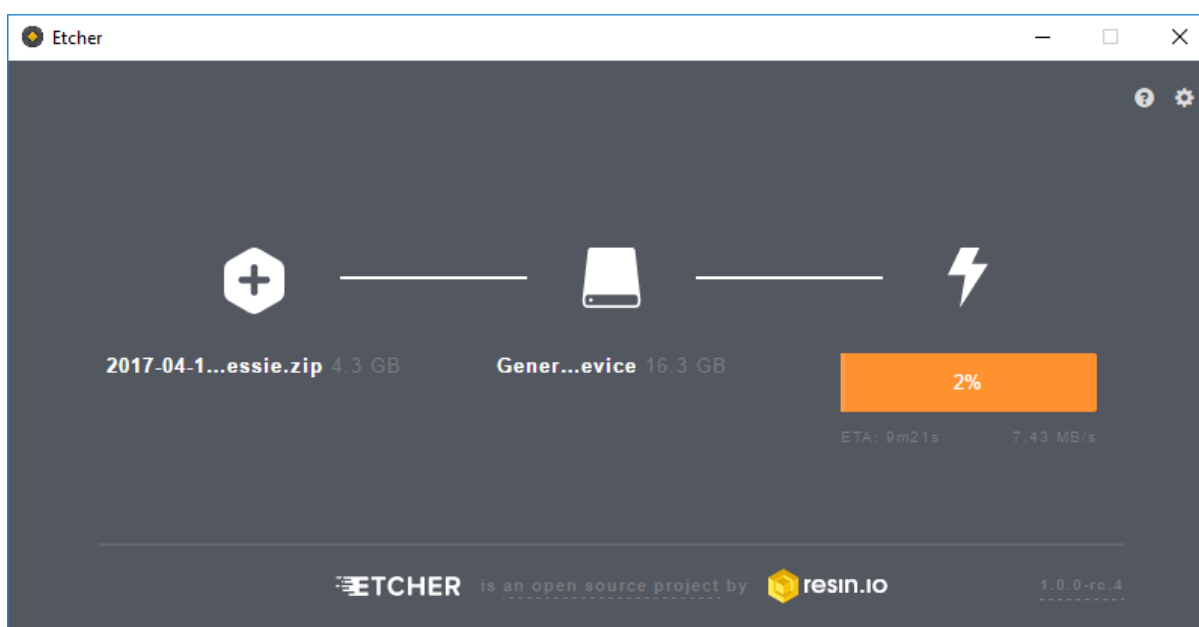 Etcher
2017-04-1...essie.zip 4.3 GB
Gener...evice 16.3 GB
2%
ETA: 9m21s 7.43 MB/s
ETCHER is an open source project by resin.io 1.0.0-rc.4